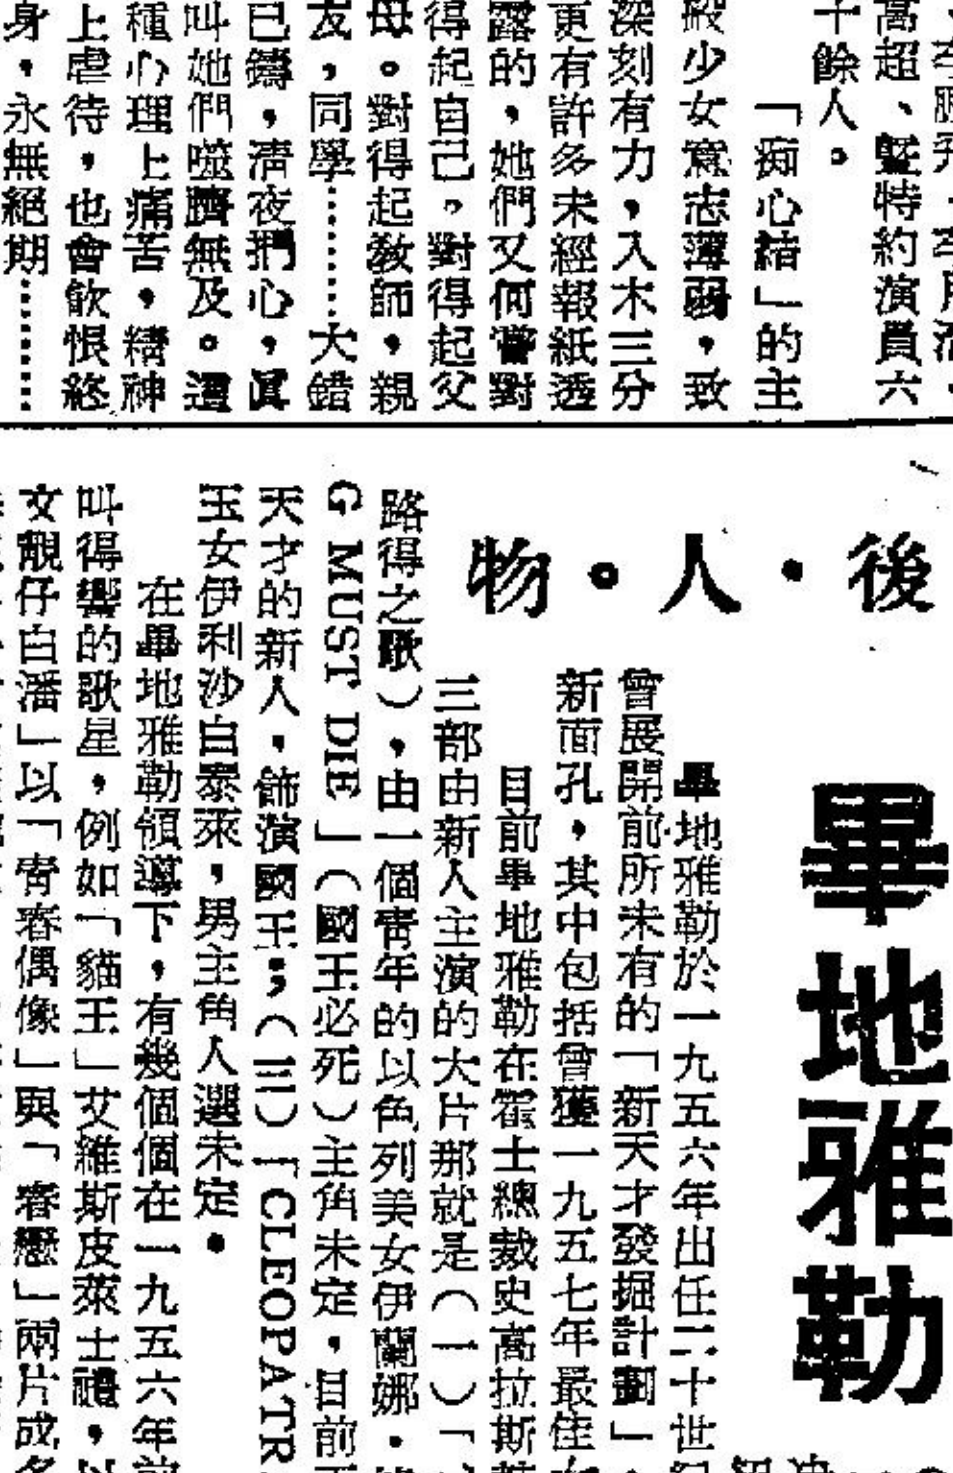 高超、
特約演員六
十餘人。
「痴心結」的主
少女意志薄弱，致
深刻有力，入木三分
更有許多未經報紙透
露的，她們又何嘗對
得起自己。對得起父
母。對得起教師，親
友，同學………大錯
已鑄，清夜捫心，眞
叫她們噬臍無及。遭
種心理上痛苦，精神
上虐待，也會飲恨終
身，永無絕期………
後・人・物
畢地雅勒
畢地雅勒於一九五六年出任二十世紀
曾展開前所未有的「新天才發掘計劃」，
新面孔，其中包括曾獲一九五七年最佳女
目前畢地雅勒在霍士總裁史高拉斯
三部由新人主演的大片那就是（一）「
路得之歌），由一個青年的以色列美女伊蘭娜・
G MUST DIE」（國王必死）主角未定，目前
天才的新人，飾演國王；（三）「CLEOPATR
玉女伊利沙白泰萊，男主角人選未定。
在畢地雅勒領導下，有幾個個在一九五六年前
叫得響的歌星，例如「貓王」艾維斯皮萊士禮，以
文靚仔白潘」以「青春偶像」與「春戀」兩片成名